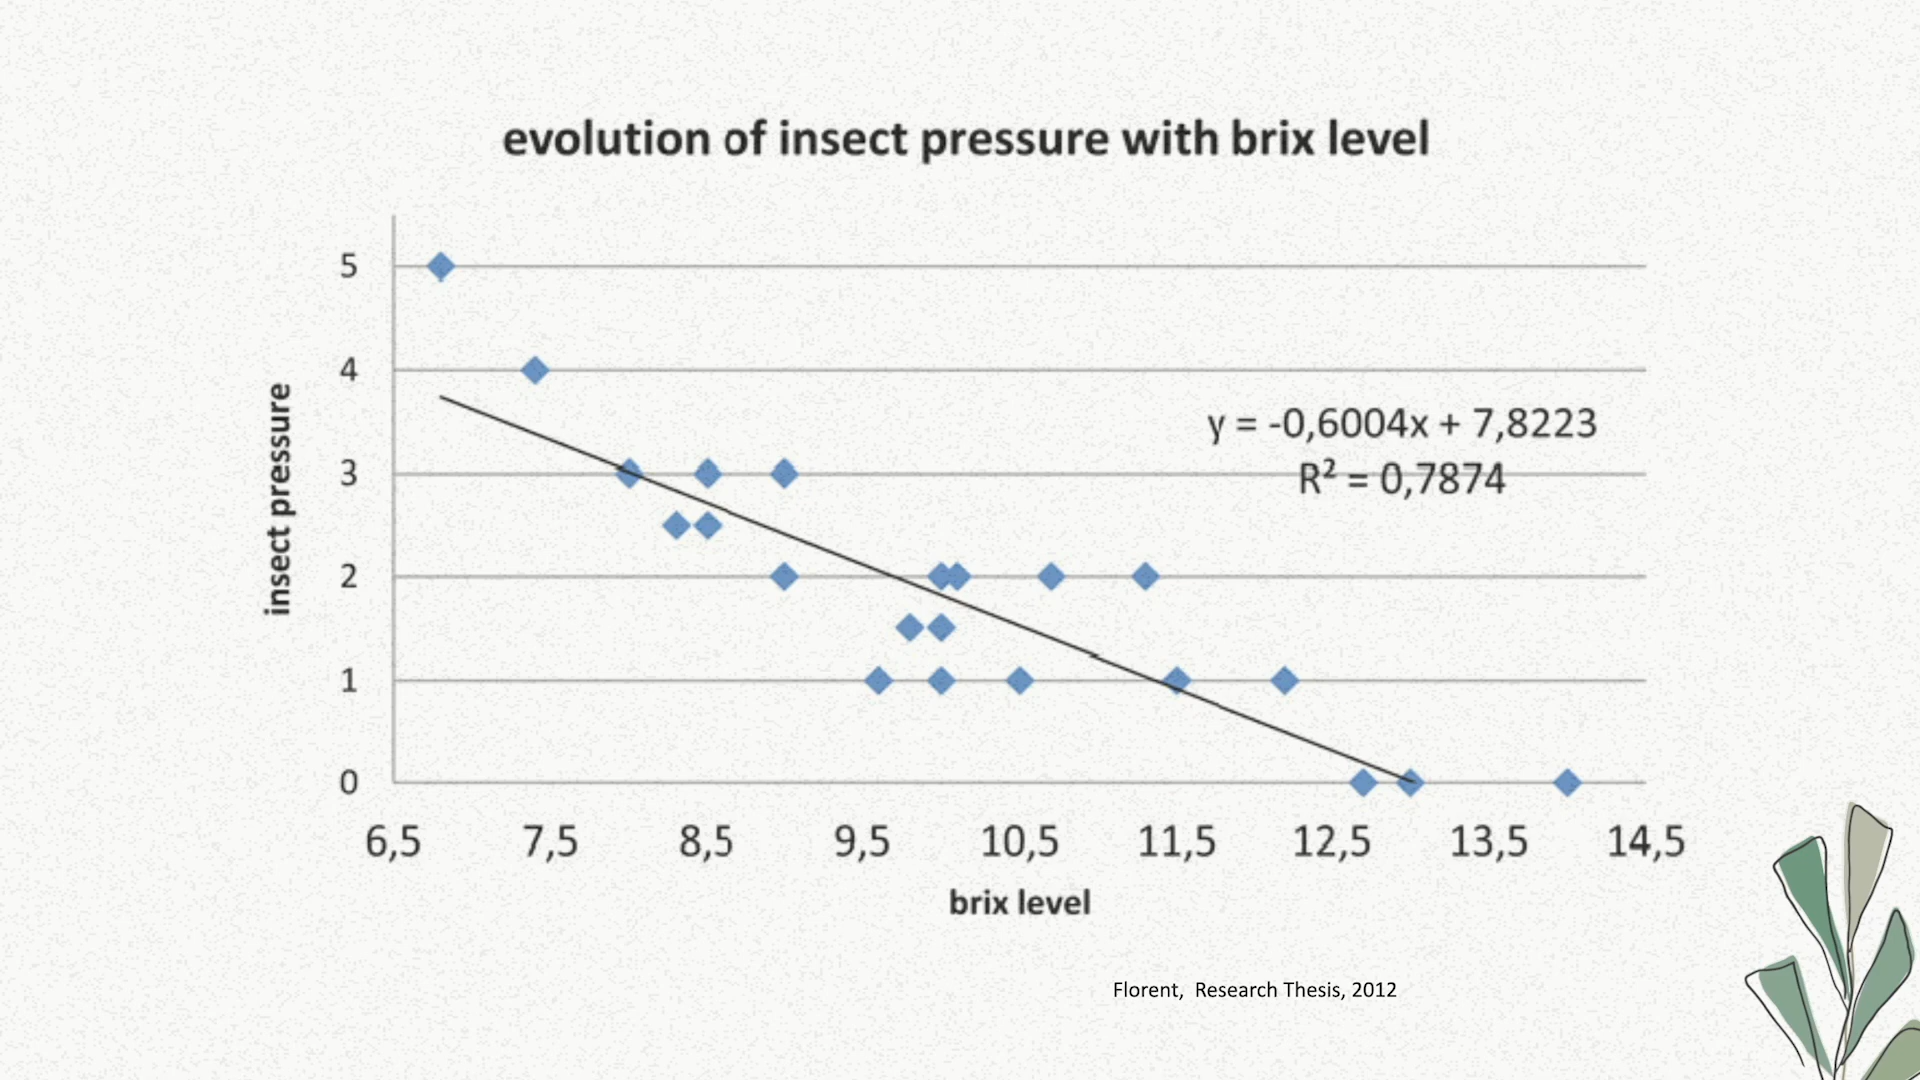 evolution of insect pressure with brix level
5
4
y = -0,6004x + 7,8223
3
R² = 0,7874
2
1
0
insect pressure
6,5 7,5 8,5 9,5 10,5 11,5 12,5 13,5 14,5
brix level
Florent, Research Thesis, 2012